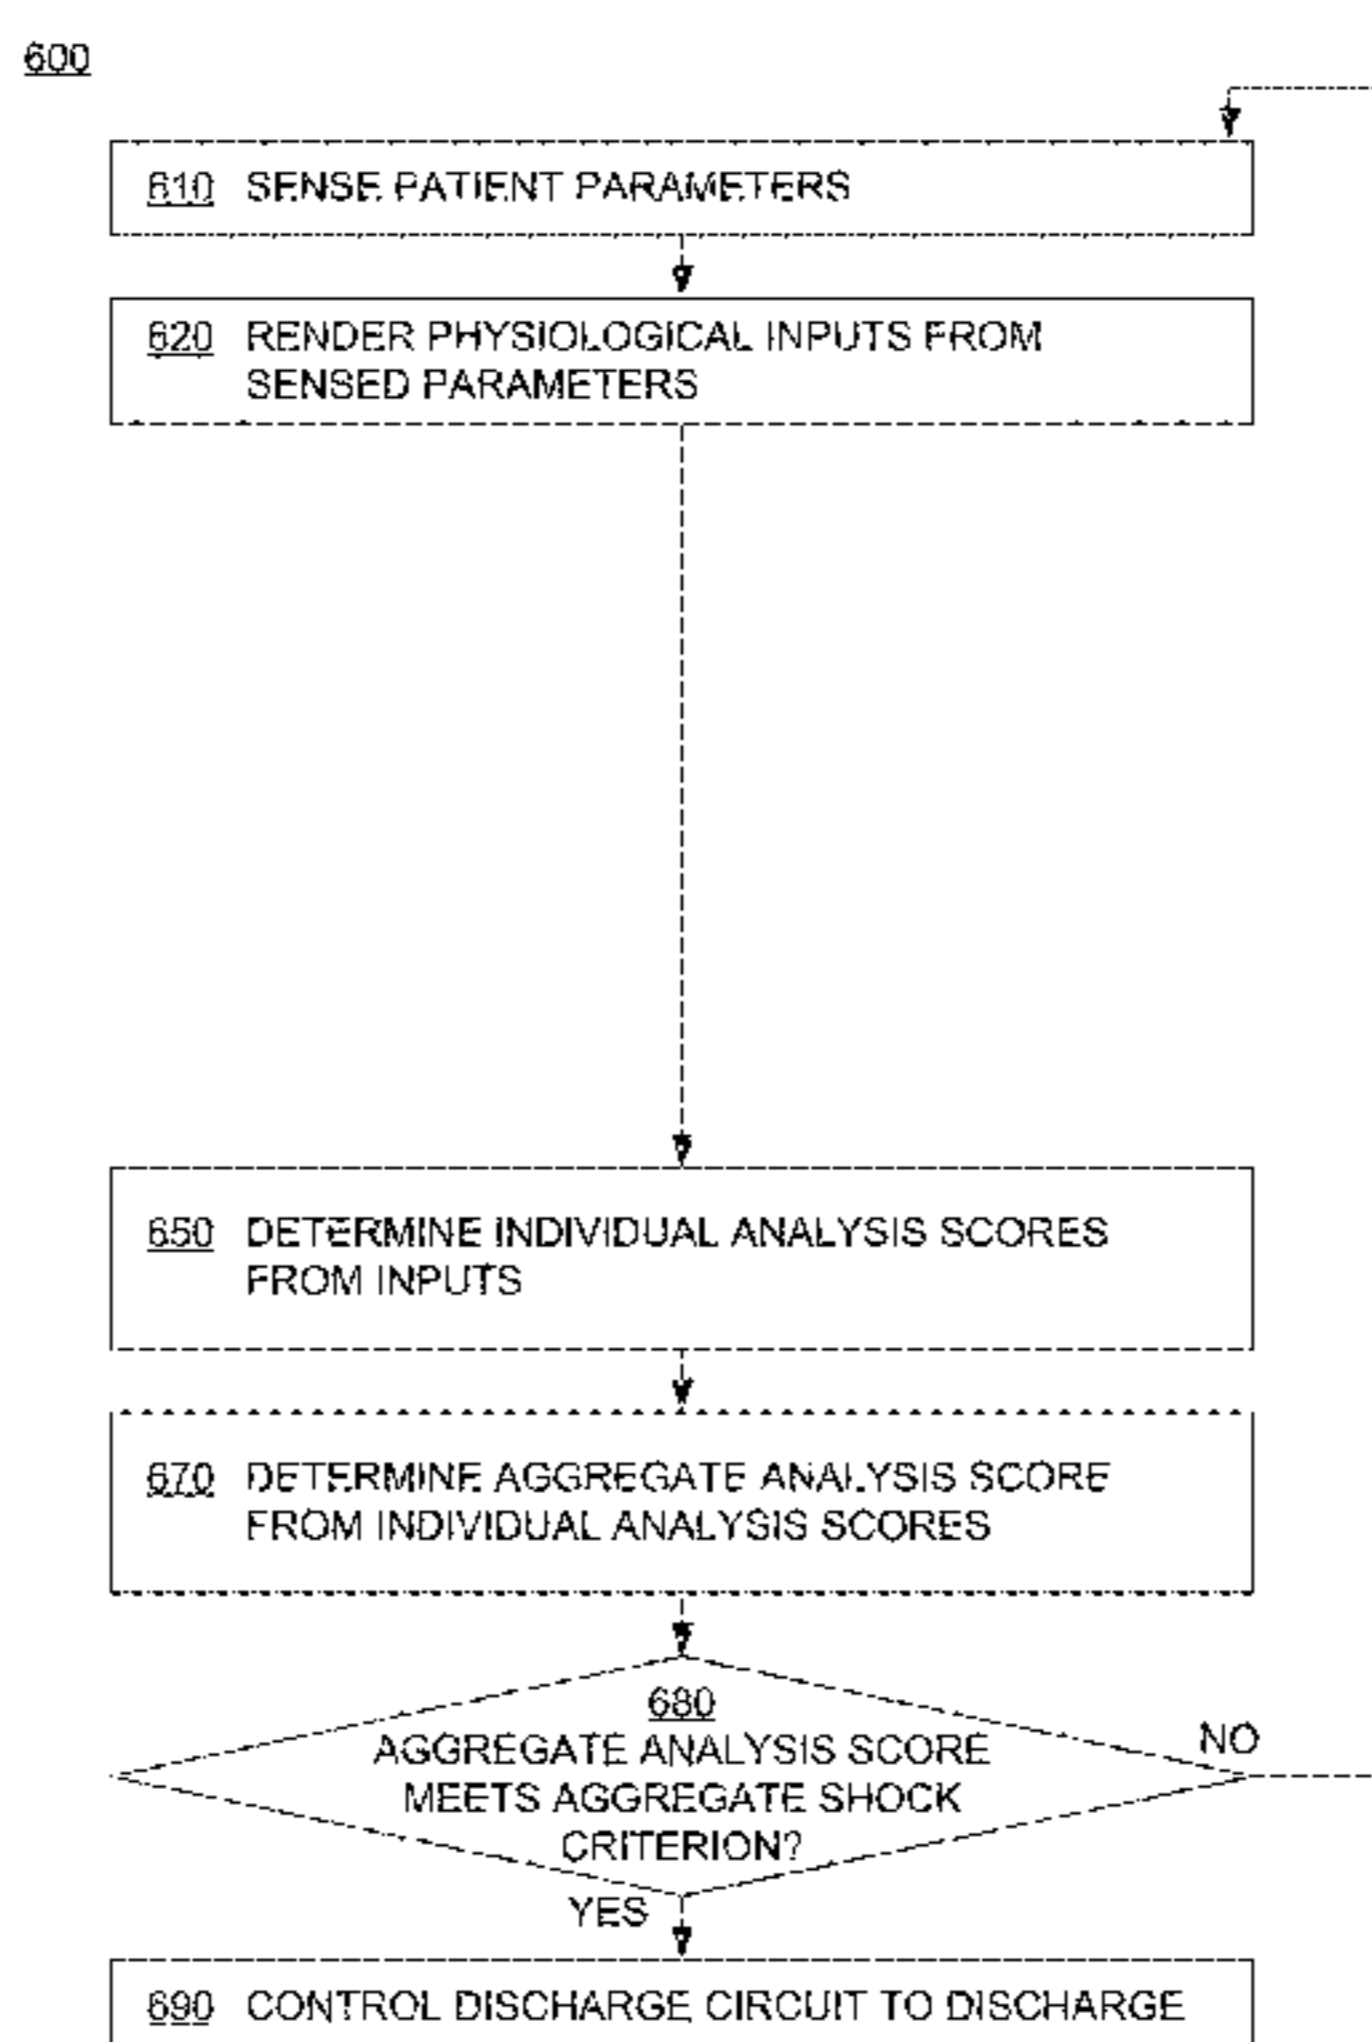 600
610 SENSE PATIENT PARAMETERS
620 RENDER PHYSIOLOGICAL INPUTS FROM
SENSED PARAMETERS
650 DETERMINE INDIVIDUAL ANALYSIS SCORES
FROM INPUTS
670 DETERMINE AGGREGATE ANALYSIS SCORE
FROM INDIVIDUAL ANALYSIS SCORES
680
AGGREGATE ANALYSIS SCORE
MEETS AGGREGATE SHOCK
CRITERION?
NO
YES
690 CONTROL DISCHARGE CIRCUIT TO DISCHARGE